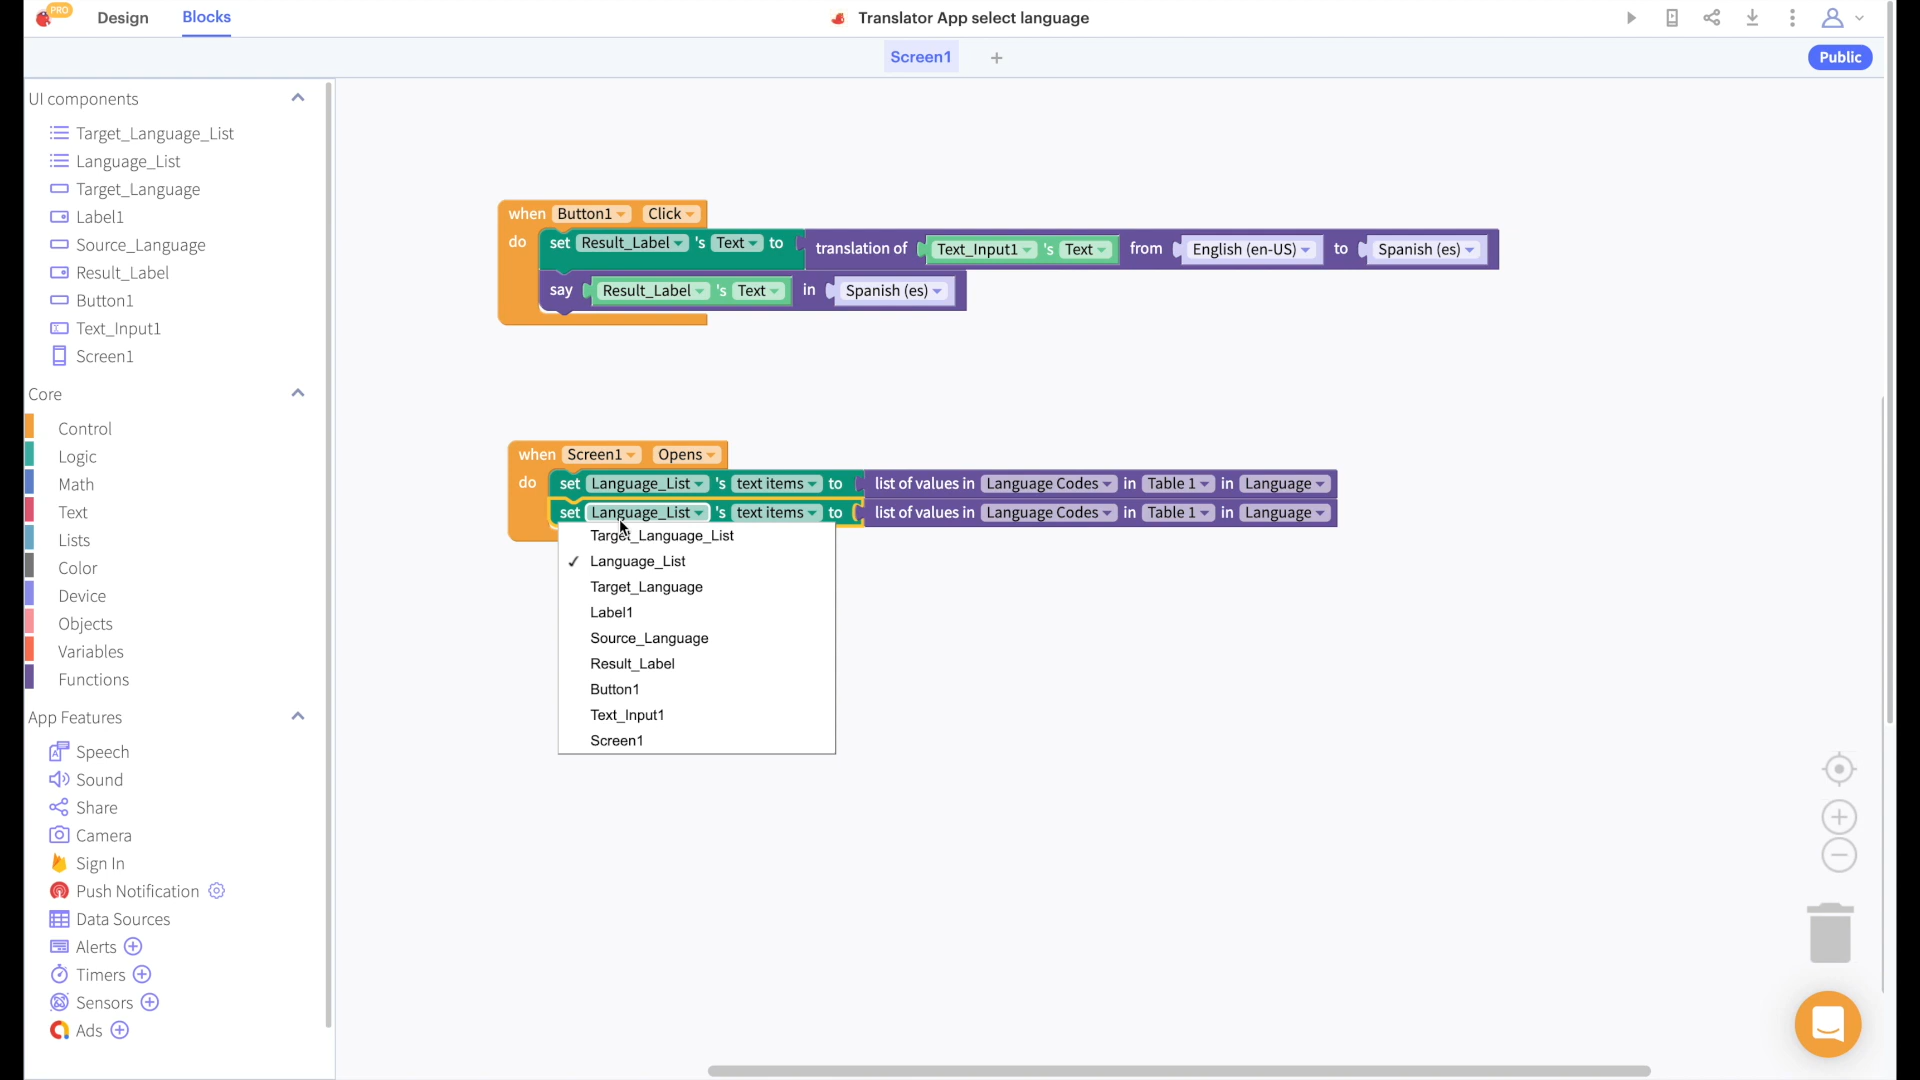 PRO
Design
Blocks
Translator App select language
Screen1
Public
UI components
Target_Language_List
Language_List
Target_Language
Label1
Source_Language
Result_Label
Button1
Text_Input1
Screen1
Core
Control
Logic
Math
Text
Lists
Color
Device
Objects
Variables
Functions
App Features
Speech
Sound
Share
Camera
Sign In
Push Notification
Data Sources
Alerts
Timers
Sensors
Ads
when Button1 Click
do set Result_Label 's Text to translation of Text_Input1 's Text from English (en-US) to Spanish (es)
say Result_Label 's Text in Spanish (es)
when Screen1 Opens
do set Language_List 's text items to list of values in Language Codes in Table 1 in Language
set Language_List 's text items to list of values in Language Codes in Table 1 in Language
Target_Language_List
✓ Language_List
Target_Language
Label1
Source_Language
Result_Label
Button1
Text_Input1
Screen1